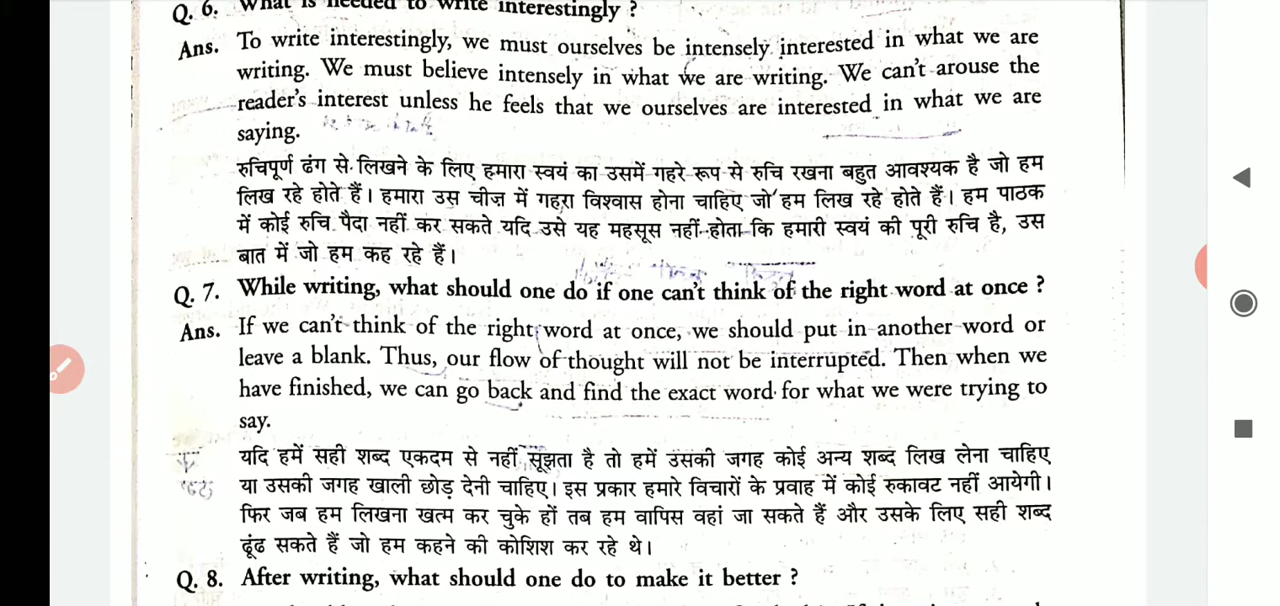 Q. 6. What is needed to write interestingly ?
Ans. To write interestingly, we must ourselves be intensely interested in what we are
writing. We must believe intensely in what we are writing. We can't arouse the
reader's interest unless he feels that we ourselves are interested in what we are
saying.
रुचिपूर्ण ढंग से लिखने के लिए हमारा स्वयं का उसमें गहरे रूप से रुचि रखना बहुत आवश्यक है जो हम
लिख रहे होते हैं। हमारा उस चीज़ में गहरा विश्वास होना चाहिए जो हम लिख रहे होते हैं। हम पाठक
में कोई रुचि पैदा नहीं कर सकते यदि उसे यह महसूस नहीं होता कि हमारी स्वयं की पूरी रुचि है, उस
बात में जो हम कह रहे हैं।
Q. 7. While writing, what should one do if one can't think of the right word at once ?
Ans. If we can't think of the right word at once, we should put in another word or
leave a blank. Thus, our flow of thought will not be interrupted. Then when we
have finished, we can go back and find the exact word for what we were trying to
say.
यदि हमें सही शब्द एकदम से नहीं सूझता है तो हमें उसकी जगह कोई अन्य शब्द लिख लेना चाहिए
या उसकी जगह खाली छोड़ देनी चाहिए। इस प्रकार हमारे विचारों के प्रवाह में कोई रुकावट नहीं आयेगी।
फिर जब हम लिखना खत्म कर चुके हों तब हम वापिस वहां जा सकते हैं और उसके लिए सही शब्द
ढूंढ सकते हैं जो हम कहने की कोशिश कर रहे थे।
Q. 8. After writing, what should one do to make it better ?